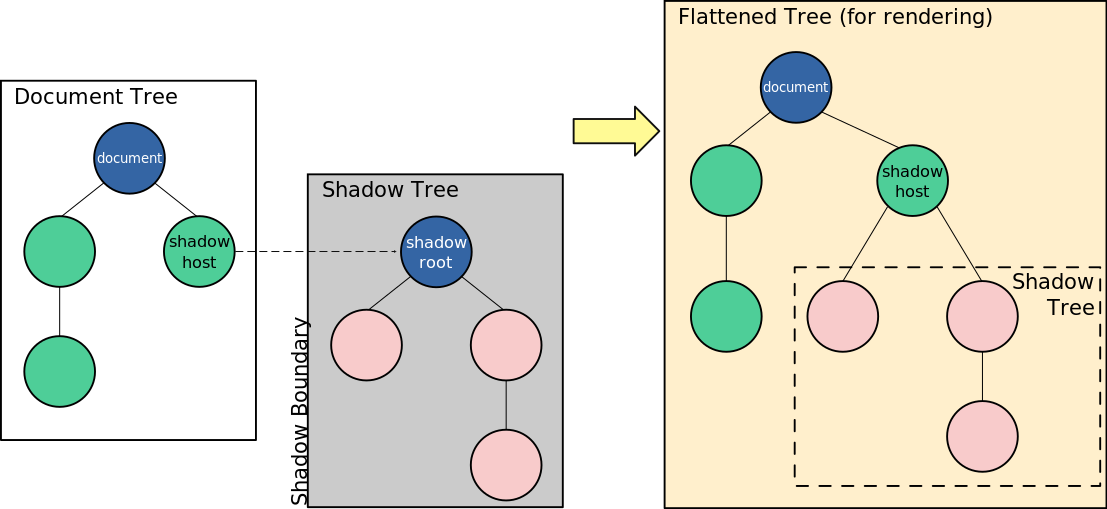 Document Tree
document
shadow
host
Shadow Tree
shadow
root
Shadow Boundary
Flattened Tree (for rendering)
document
shadow
host
Shadow
Tree